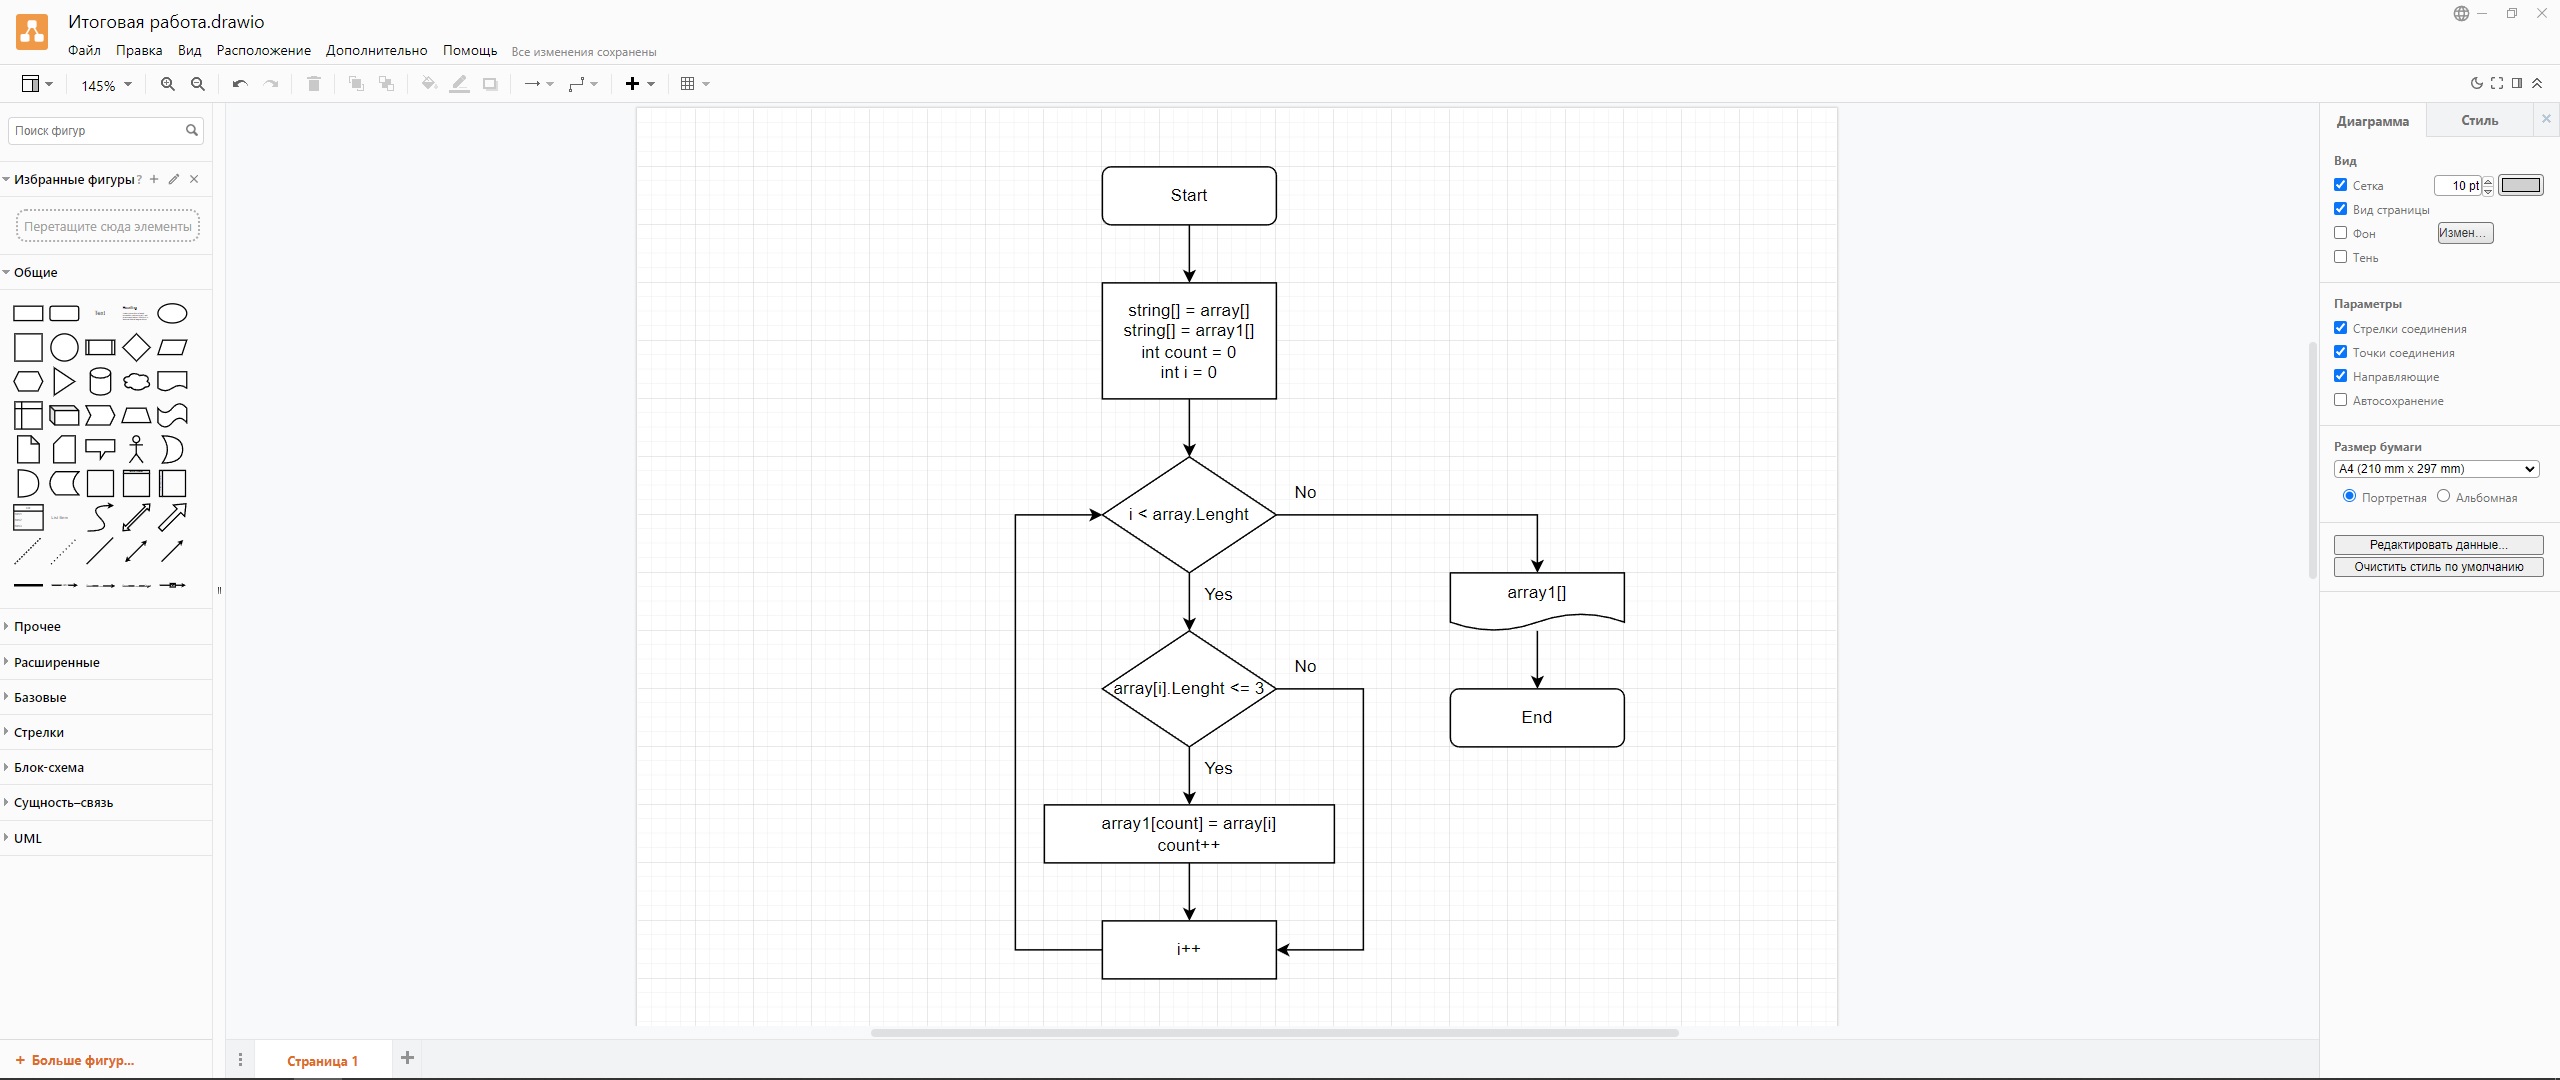 Итоговая работа.drawio
Файл Правка Вид Расположение Дополнительно Помощь Все изменения сохранены
145%
Поиск фигур
Избранные фигуры ? + ×
Перетащите сюда элементы
Общие
Text
Heading
List Item
Прочее
Расширенные
Базовые
Стрелки
Блок-схема
Сущность–связь
UML
+ Больше фигур...
Start
string[] = array[]
string[] = array1[]
int count = 0
int i = 0
i < array.Lenght
No
Yes
array[i].Lenght <= 3
No
Yes
array1[count] = array[i]
count++
i++
array1[]
End
Страница 1
Диаграмма Стиль
Вид
Сетка 10 pt
Вид страницы
Фон Измен...
Тень
Параметры
Стрелки соединения
Точки соединения
Направляющие
Автосохранение
Размер бумаги
A4 (210 mm x 297 mm)
Портретная Альбомная
Редактировать данные...
Очистить стиль по умолчанию